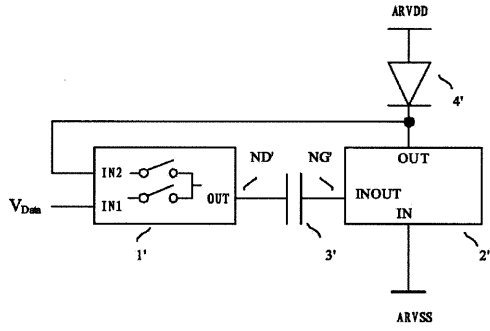 ARVDD
4'
ND'
NG'
OUT
IN2
OUT
INOUT
V_Data
IN1
IN
1'
3'
2'
ARVSS